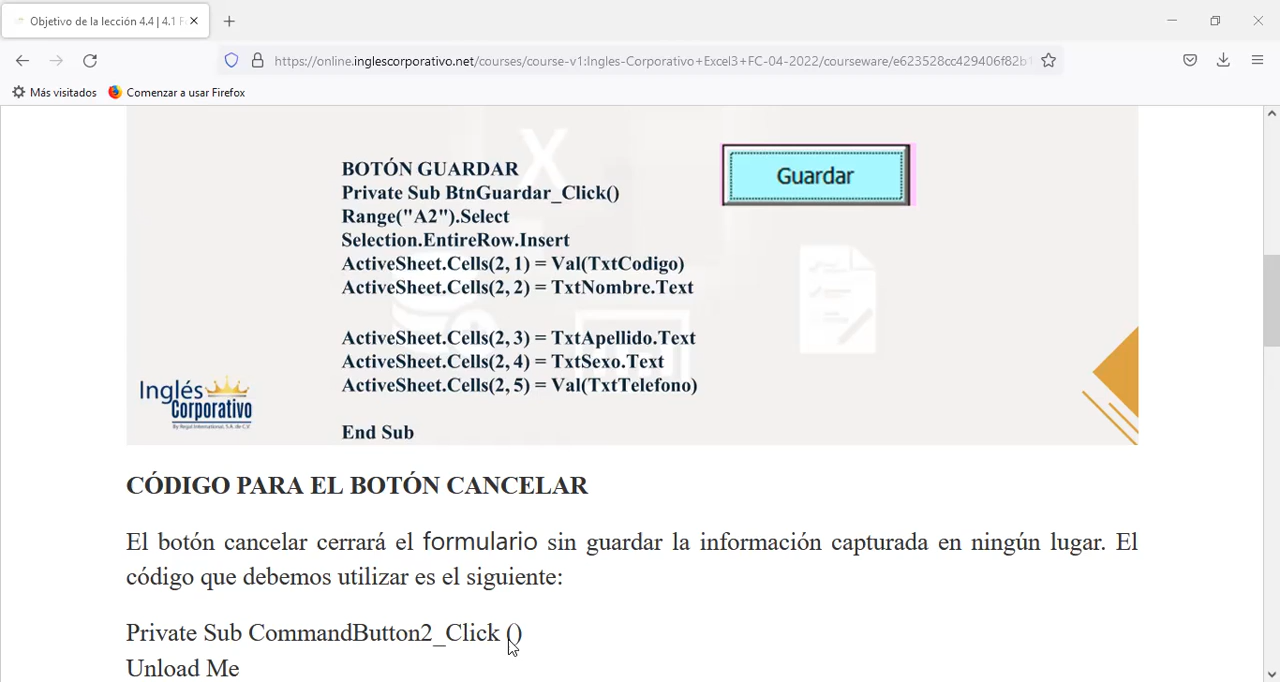 Objetivo de la lección 4.4 | 4.1 F
https://online.inglescorporativo.net/courses/course-v1:Ingles-Corporativo+Excel3+FC-04-2022/courseware/e623528cc429406f82b1
Más visitados Comenzar a usar Firefox
BOTÓN GUARDAR
Guardar
Private Sub BtnGuardar_Click()
Range("A2").Select
Selection.EntireRow.Insert
ActiveSheet.Cells(2, 1) = Val(TxtCodigo)
ActiveSheet.Cells(2, 2) = TxtNombre.Text
ActiveSheet.Cells(2, 3) = TxtApellido.Text
ActiveSheet.Cells(2, 4) = TxtSexo.Text
ActiveSheet.Cells(2, 5) = Val(TxtTelefono)
End Sub
Inglés
Corporativo
By Regal International, S.A. de C.V.
CÓDIGO PARA EL BOTÓN CANCELAR
El botón cancelar cerrará el formulario sin guardar la información capturada en ningún lugar. El
código que debemos utilizar es el siguiente:
Private Sub CommandButton2_Click ()
Unload Me